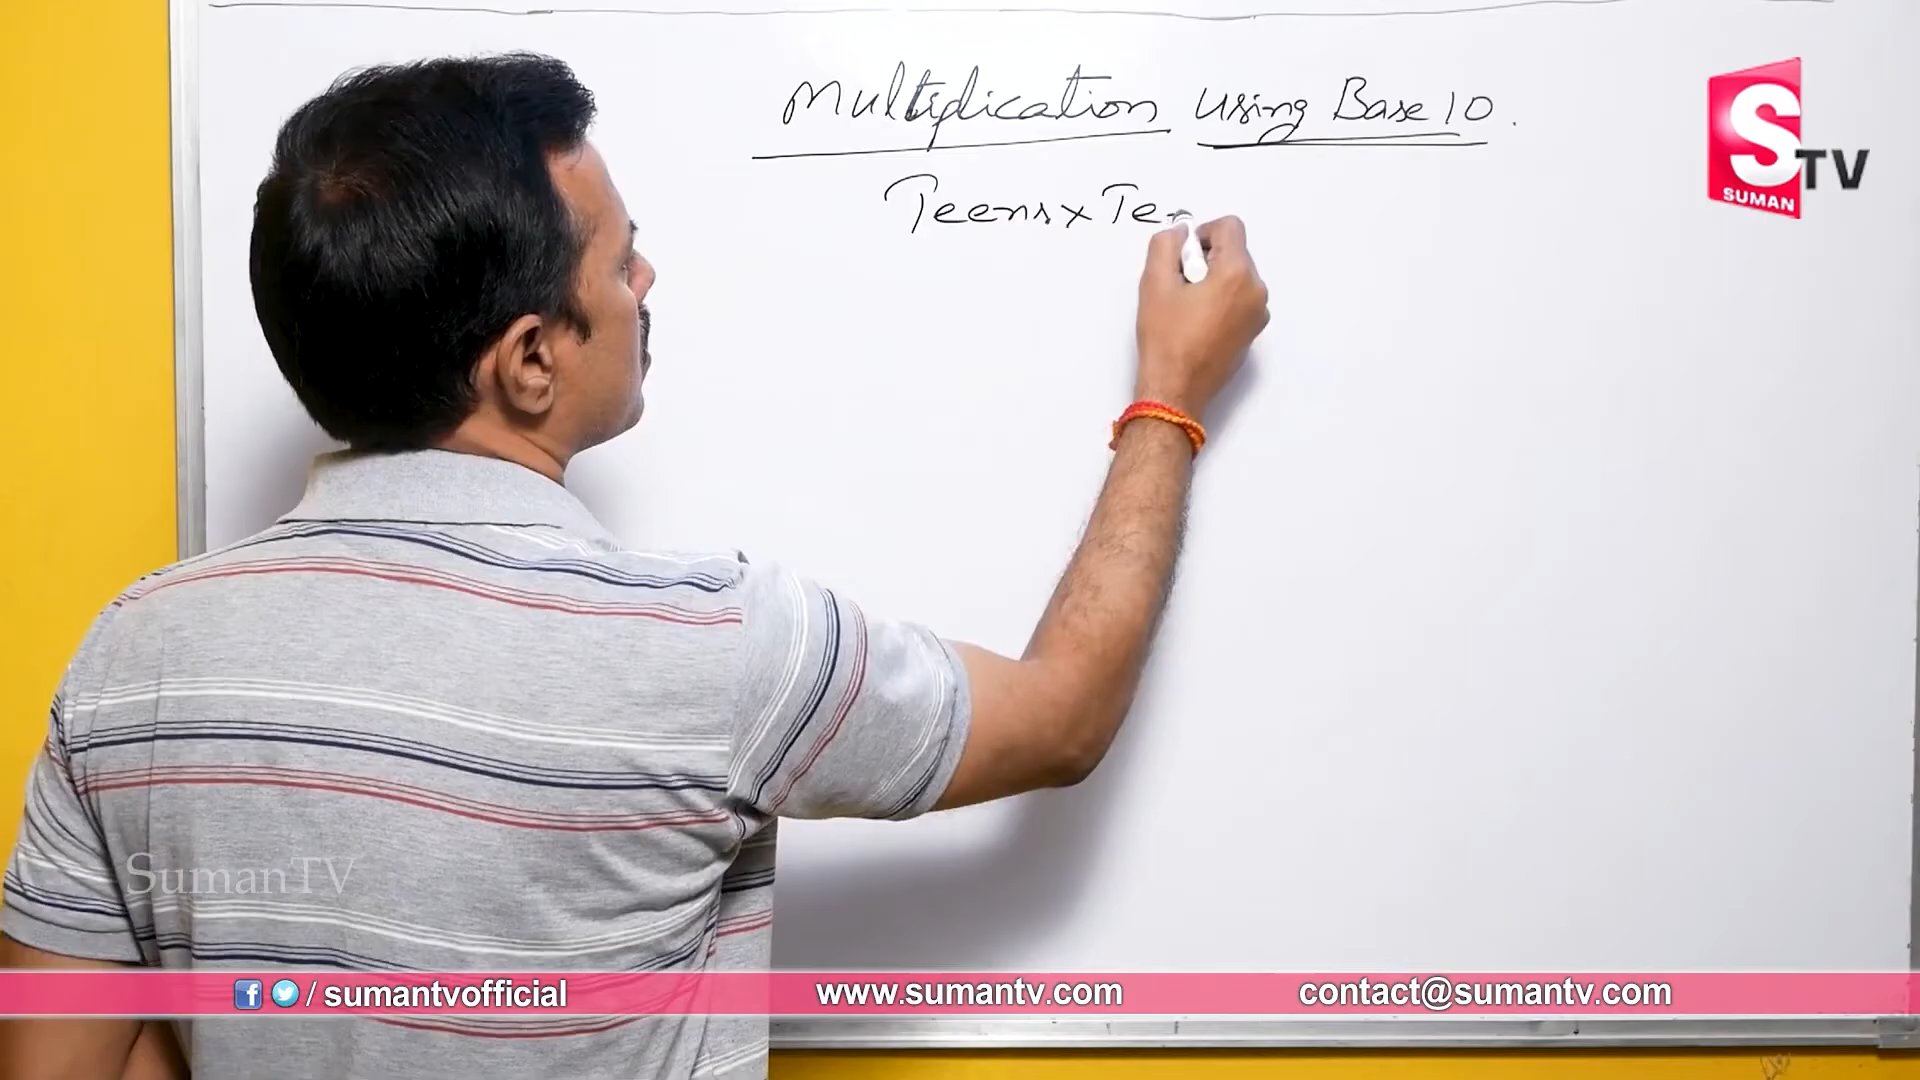 Multiplication using Base 10.
Teens x Te
S TV
SUMAN
SumanTV
/ sumantvofficial
www.sumantv.com
contact@sumantv.com